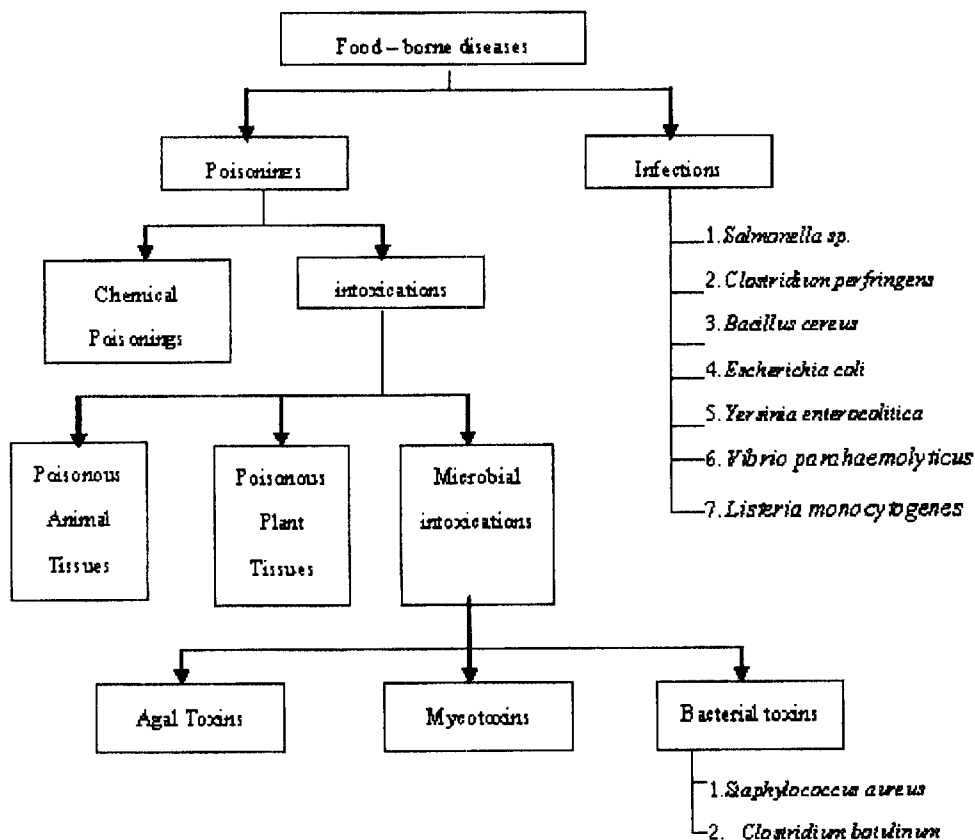 Food – borne diseases
Poisonings
Infections
Chemical
Poisonings
intoxications
1. Salmonella sp.
2. Clostridium perfringens
3. Bacillus cereus
4. Escherichia coli
5. Yersinia enterocolitica
6. Vibrio parahaemolyticus
7. Listeria monocytogenes
Poisonous
Animal
Tissues
Poisonous
Plant
Tissues
Microbial
intoxications
Agal Toxins
Mycotoxins
Bacterial toxins
1. Staphylococcus aureus
2. Clostridium botulinum